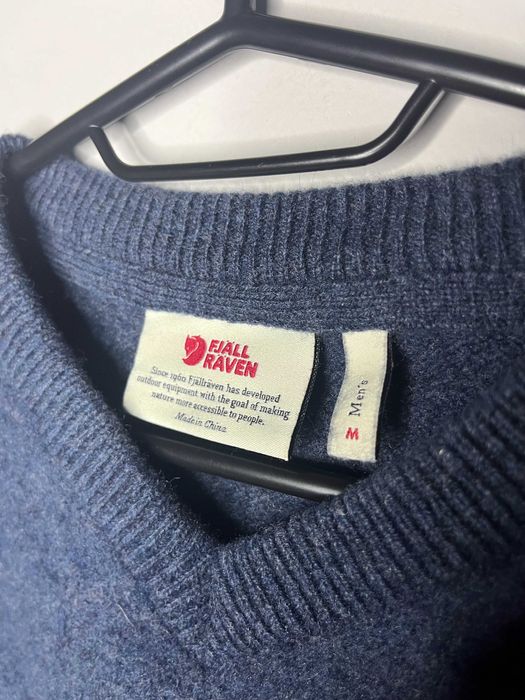 FJÄLL
RÄVEN
Since 1960 Fjällräven has developed
outdoor equipment with the goal of making
nature more accessible to people.
Made in China
Men's
M